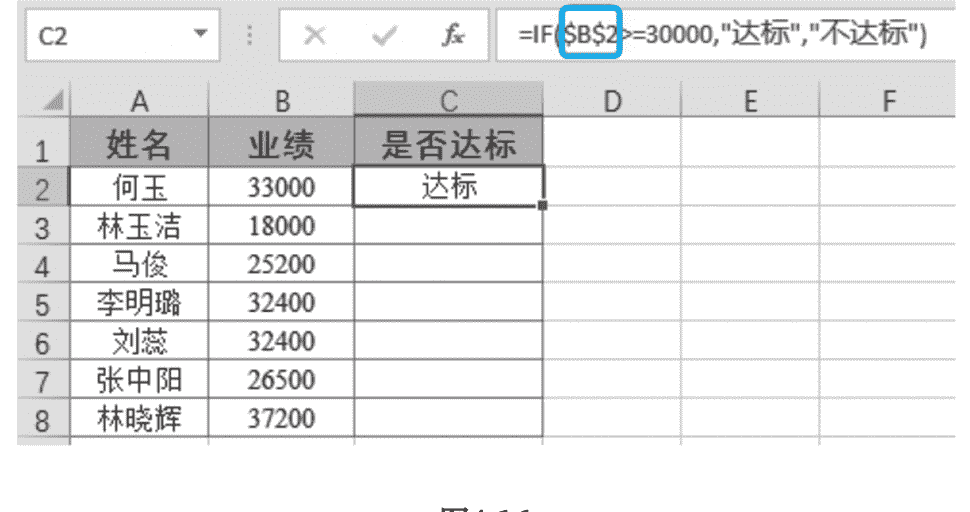 C2 fx =IF($B$2>=30000,"达标","不达标")
A B C D E F
1 姓名 业绩 是否达标
2 何玉 33000 达标
3 林玉洁 18000
4 马俊 25200
5 李明璐 32400
6 刘蕊 32400
7 张中阳 26500
8 林晓辉 37200